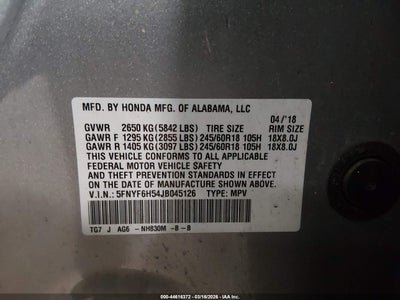 MFD. BY HONDA MFG. OF ALABAMA, LLC
04/'18
GVWR 2650 KG(5842 LBS) TIRE SIZE RIM SIZE
GAWR F 1295 KG(2855 LBS)245/60R18 105H 18X8.0J
GAWR R 1405 KG(3097 LBS)245/60R18 105H 18X8.0J
THIS VEHICLE CONFORMS TO ALL APPLICABLE
FEDERAL MOTOR VEHICLE SAFETY
AND THEFT PREVENTION STANDARDS IN EFFECT
ON THE DATE OF MANUFACTURE SHOWN ABOVE.
V.I.N.: 5FNYF6H54JB045126 TYPE: MPV
TG7 J AG6 -NH830M -B-B
IAA 000-44616372 | 03/18/2026 - IAAI.COM